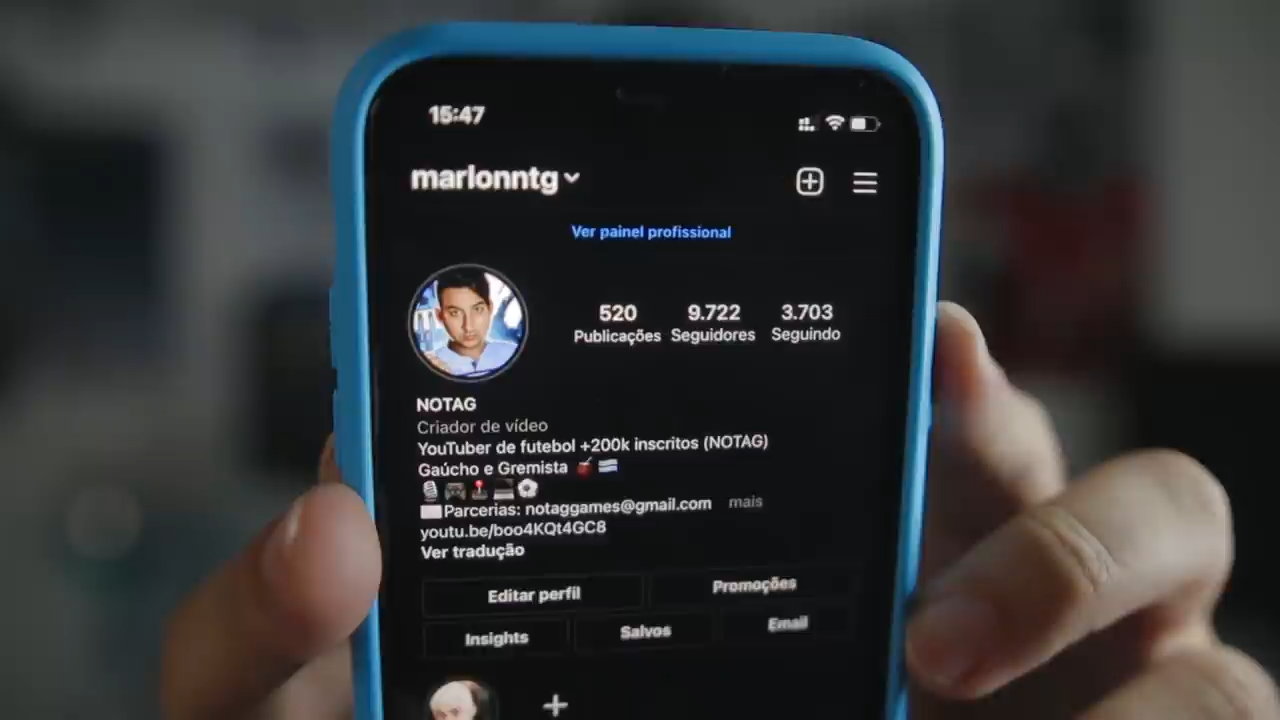 15:47
marlonntg
Ver painel profissional
520 9.722 3.703
Publicações Seguidores Seguindo
NOTAG
Criador de vídeo
YouTuber de futebol +200k inscritos (NOTAG)
Gaúcho e Gremista 🧉
🎙🎮🕹💻⚽
Parcerias: notaggames@gmail.com mais
youtu.be/boo4KQt4GC8
Ver tradução
Editar perfil Promoções
Insights Salvos Email